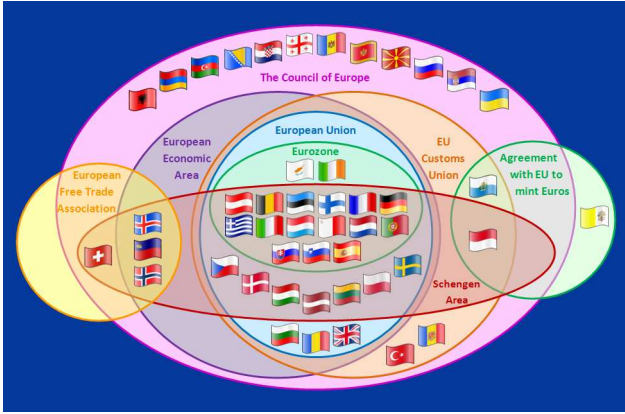 The Council of Europe
European Union
Eurozone
European
Economic
Area
EU
Customs
Union
Agreement
with EU to
mint Euros
European
Free Trade
Association
Schengen
Area